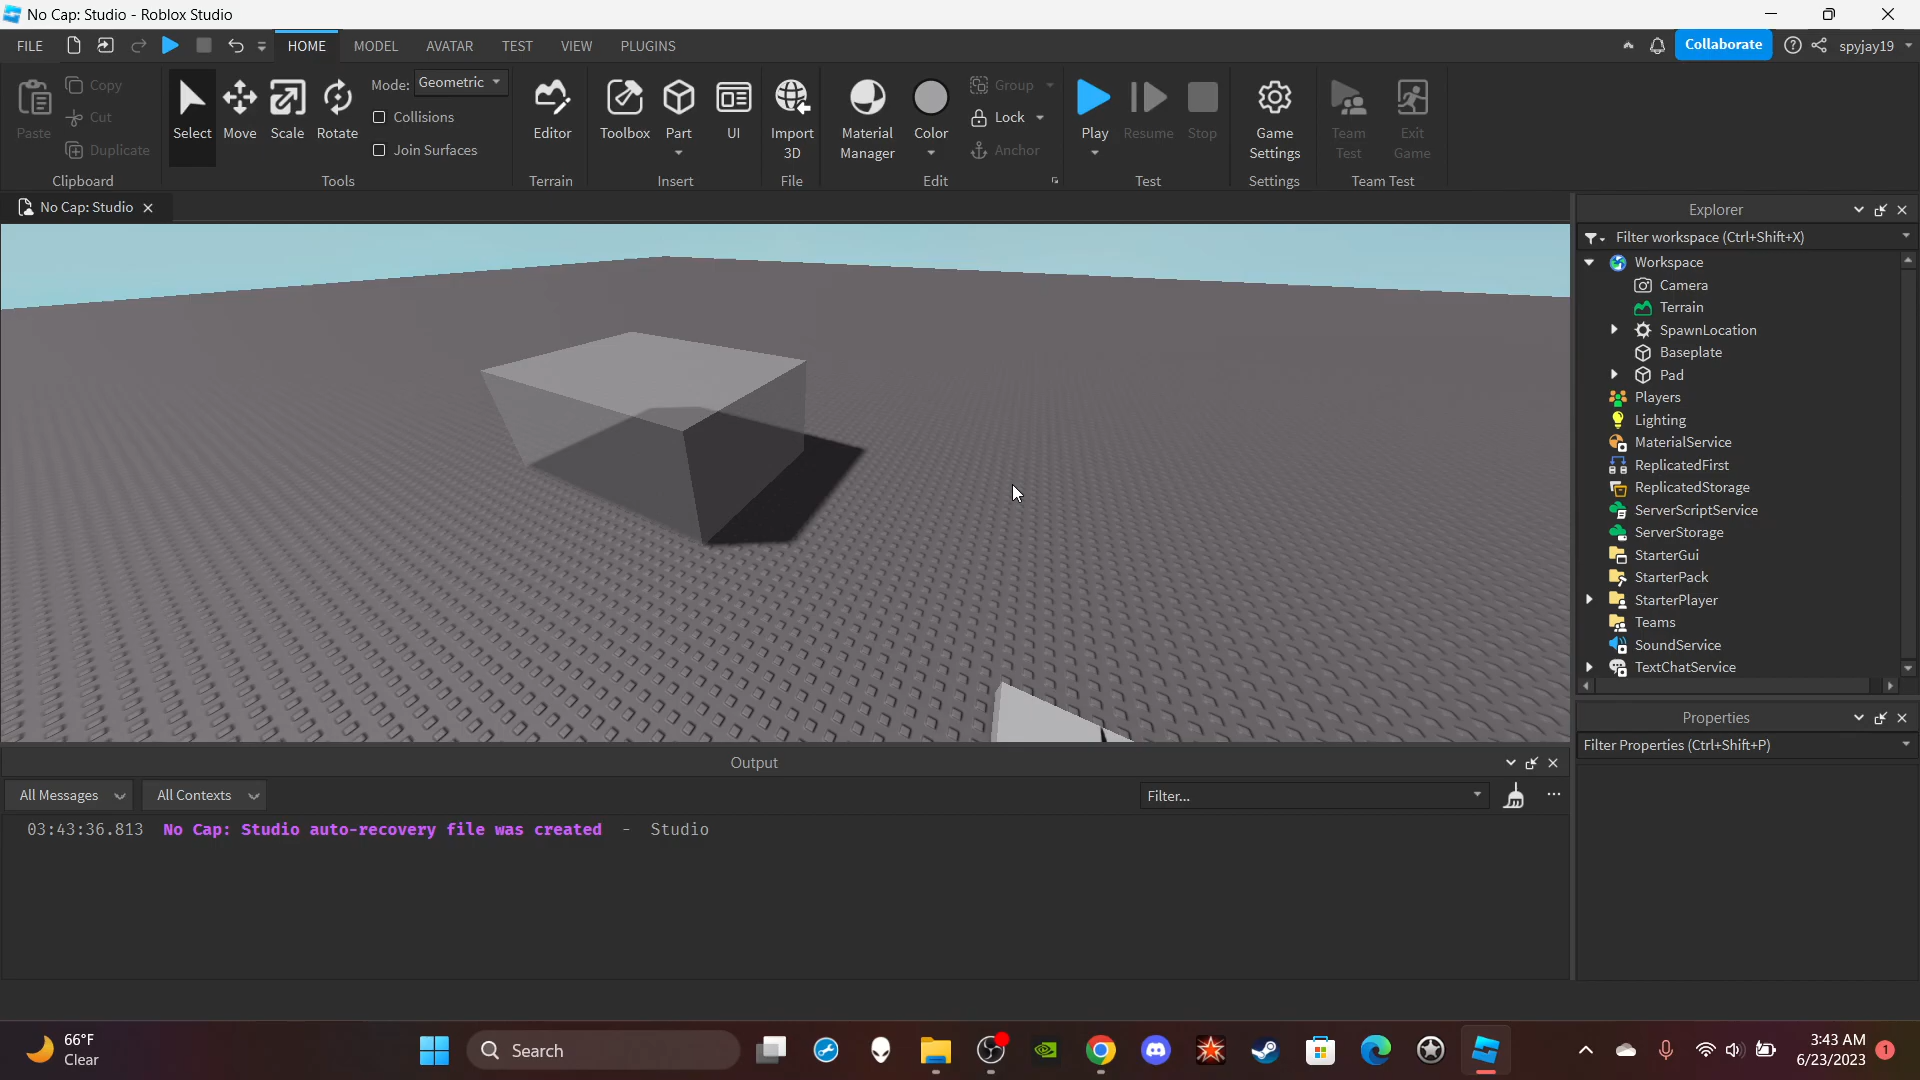 No Cap: Studio - Roblox Studio
FILE HOME MODEL AVATAR TEST VIEW PLUGINS Collaborate spyjay19
Paste Copy Cut Duplicate Clipboard
Select Move Scale Rotate Mode: Geometric Collisions Join Surfaces Tools
Editor Terrain
Toolbox Part UI Insert
Import 3D File
Material Manager Color Group Lock Anchor Edit
Play Resume Stop Test
Game Settings Settings
Team Test Exit Game Team Test
No Cap: Studio
Explorer
Filter workspace (Ctrl+Shift+X)
Workspace
Camera
Terrain
SpawnLocation
Baseplate
Pad
Players
Lighting
MaterialService
ReplicatedFirst
ReplicatedStorage
ServerScriptService
ServerStorage
StarterGui
StarterPack
StarterPlayer
Teams
SoundService
TextChatService
Properties
Filter Properties (Ctrl+Shift+P)
Output
All Messages All Contexts Filter... ...
03:43:36.813 No Cap: Studio auto-recovery file was created - Studio
66°F
Clear
Search
3:43 AM
6/23/2023
1